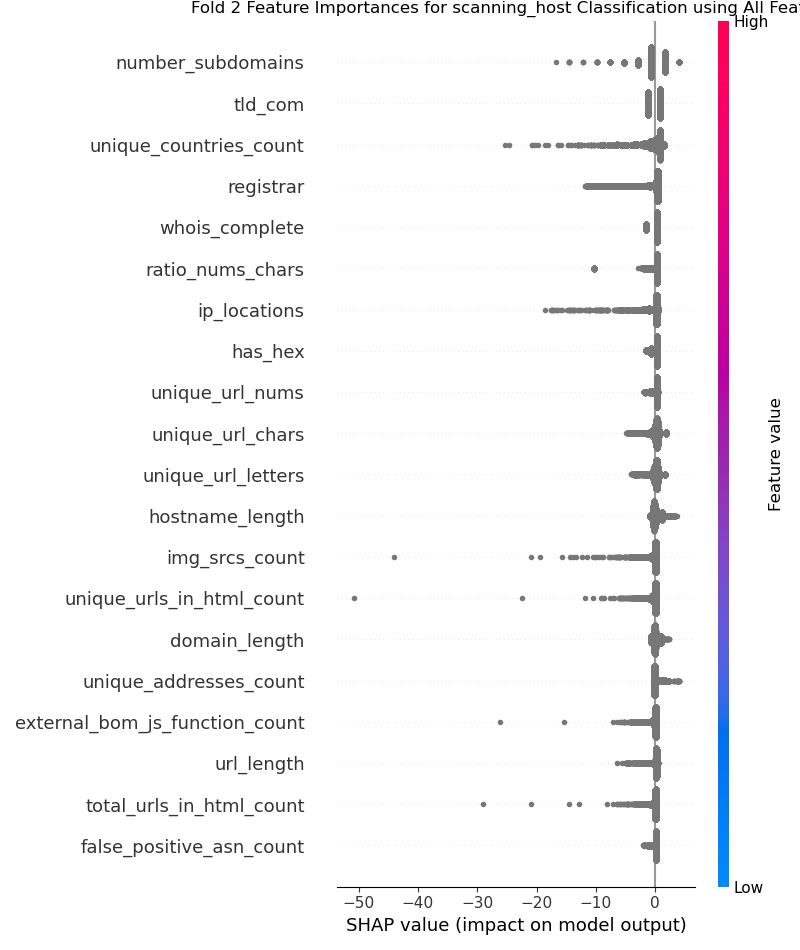 Fold 2 Feature Importances for scanning_host Classification using All Fea
High
number_subdomains
tld_com
unique_countries_count
registrar
whois_complete
ratio_nums_chars
ip_locations
has_hex
unique_url_nums
unique_url_chars
unique_url_letters
hostname_length
img_srcs_count
unique_urls_in_html_count
domain_length
unique_addresses_count
external_bom_js_function_count
url_length
total_urls_in_html_count
false_positive_asn_count
Feature value
Low
−50 −40 −30 −20 −10 0
SHAP value (impact on model output)